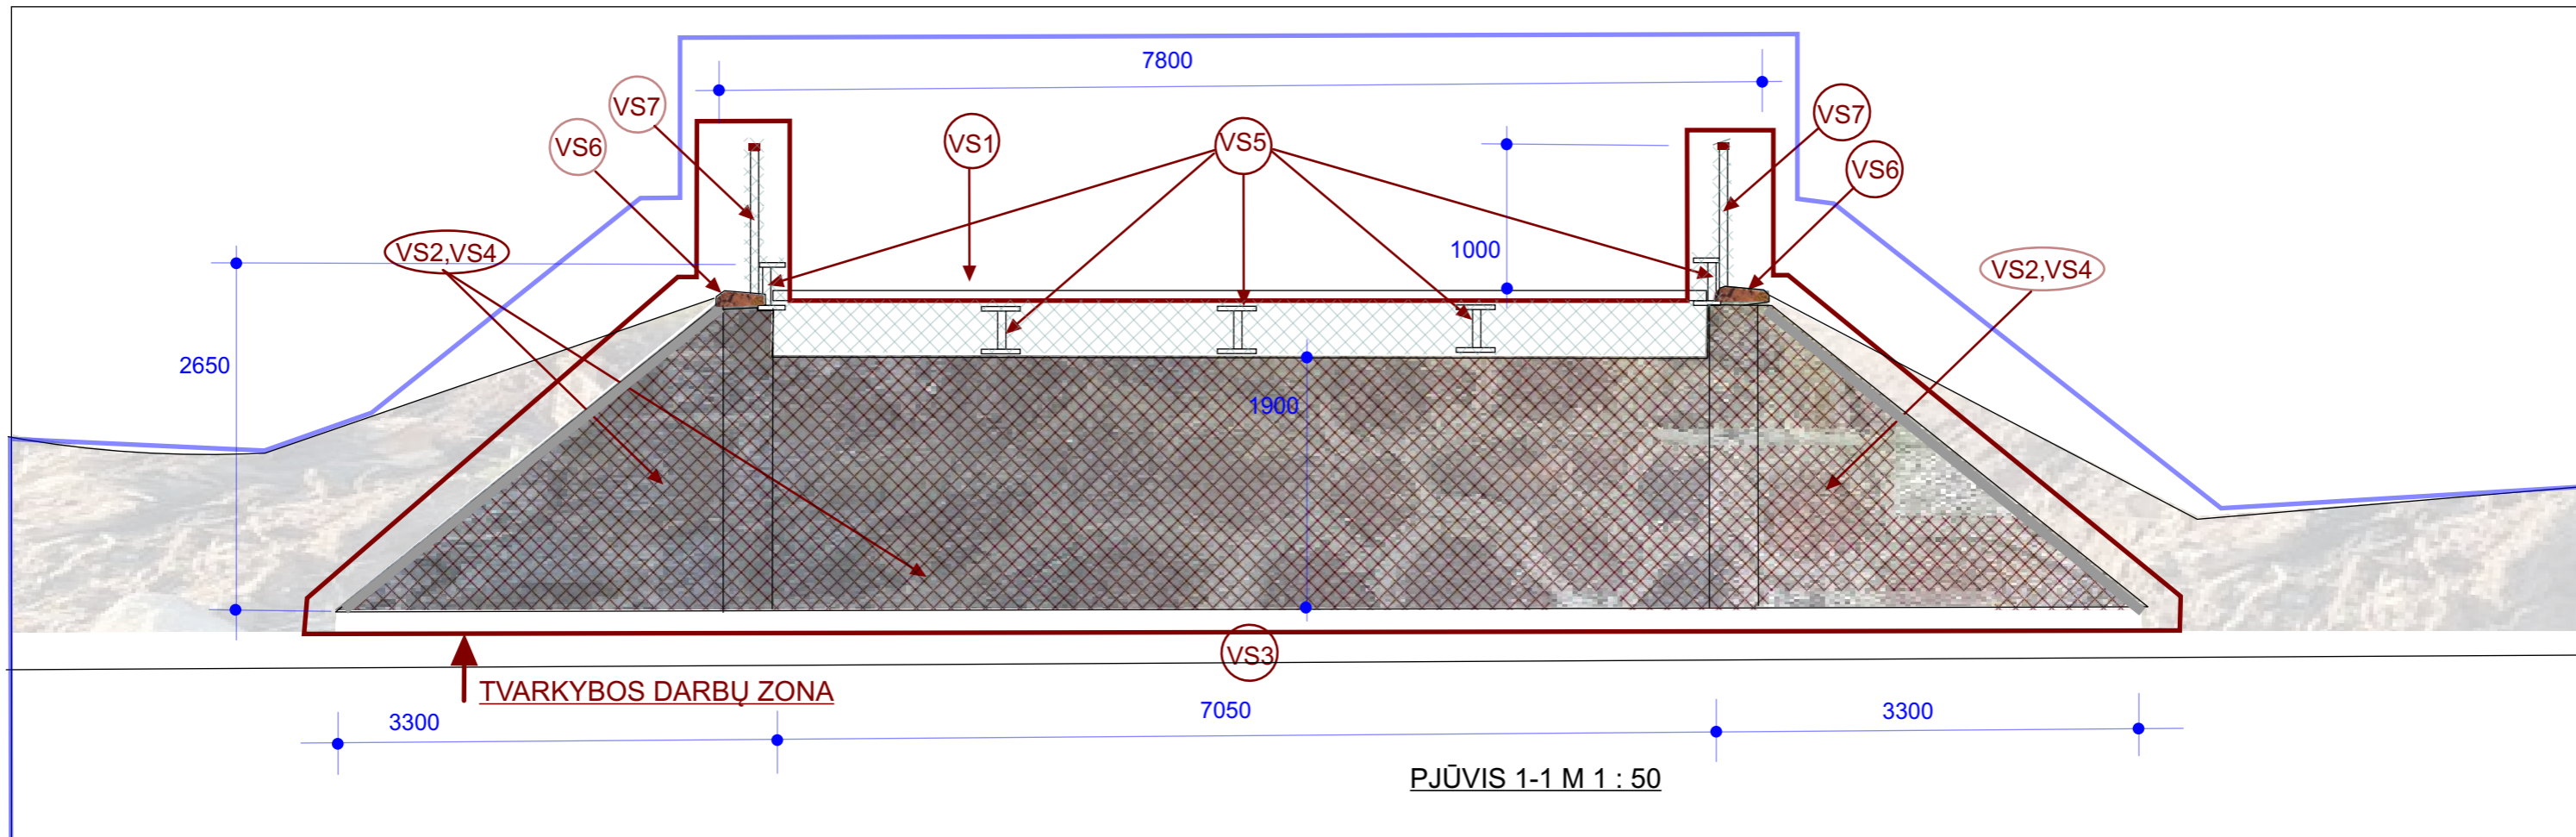 7800
VS7
VS6
VS1
VS5
VS7
VS6
VS2,VS4
1000
VS2,VS4
2650
1900
VS3
TVARKYBOS DARBŲ ZONA
3300
7050
3300
PJŪVIS 1-1 M 1 : 50